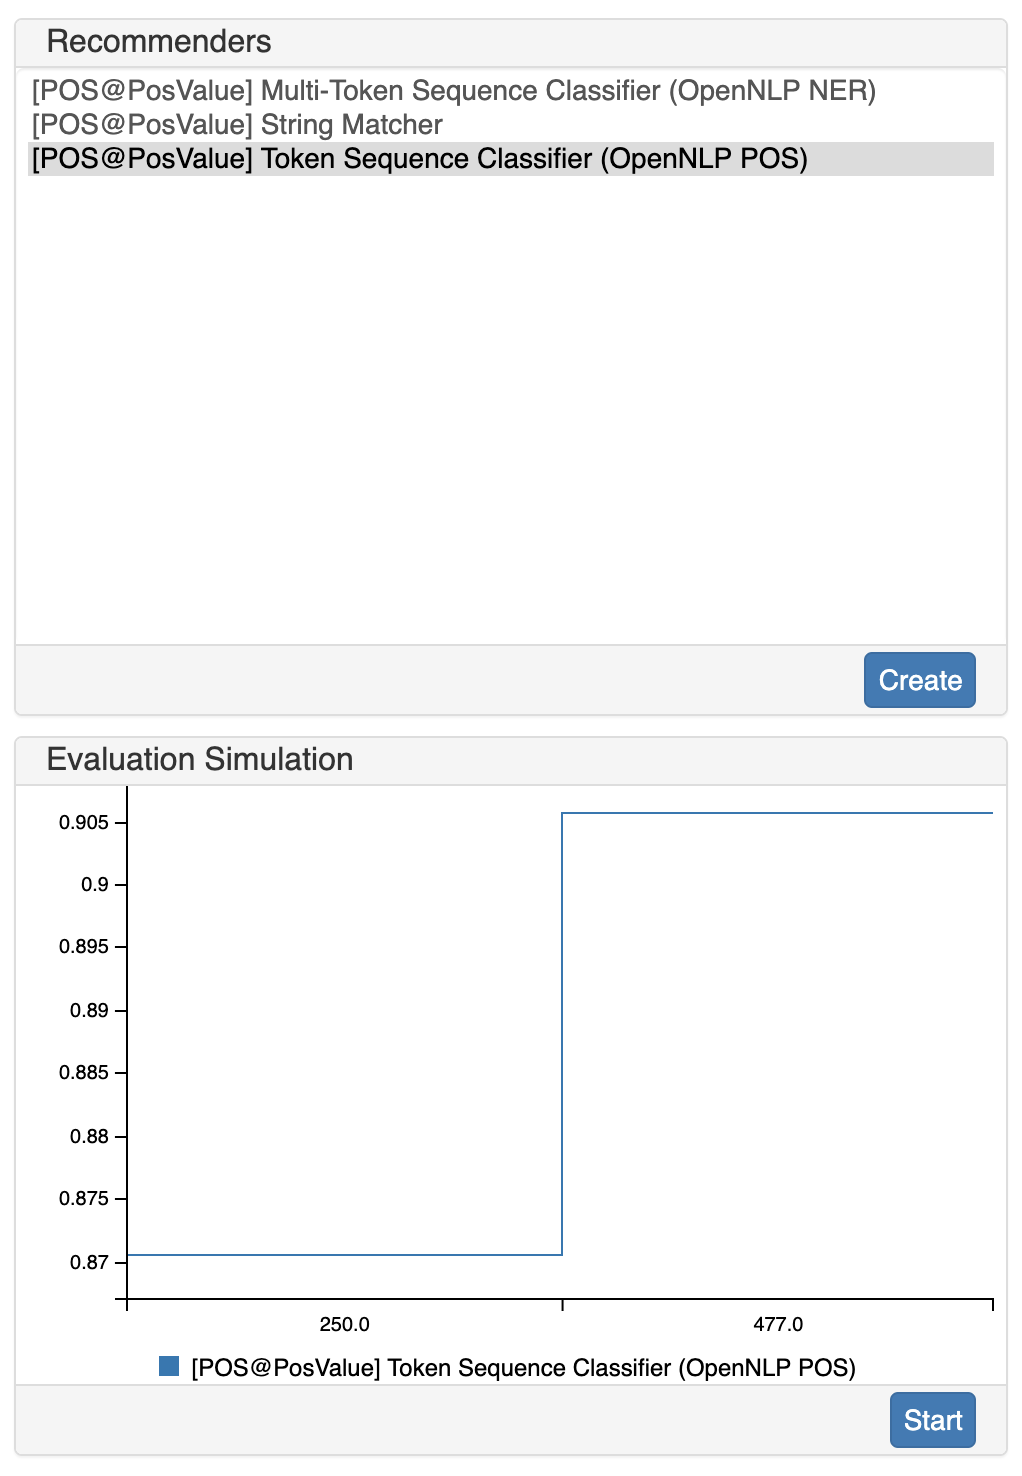 Recommenders
[POS@PosValue] Multi-Token Sequence Classifier (OpenNLP NER)
[POS@PosValue] String Matcher
[POS@PosValue] Token Sequence Classifier (OpenNLP POS)
Create
Evaluation Simulation
0.905
0.9
0.895
0.89
0.885
0.88
0.875
0.87
250.0 477.0
[POS@PosValue] Token Sequence Classifier (OpenNLP POS)
Start